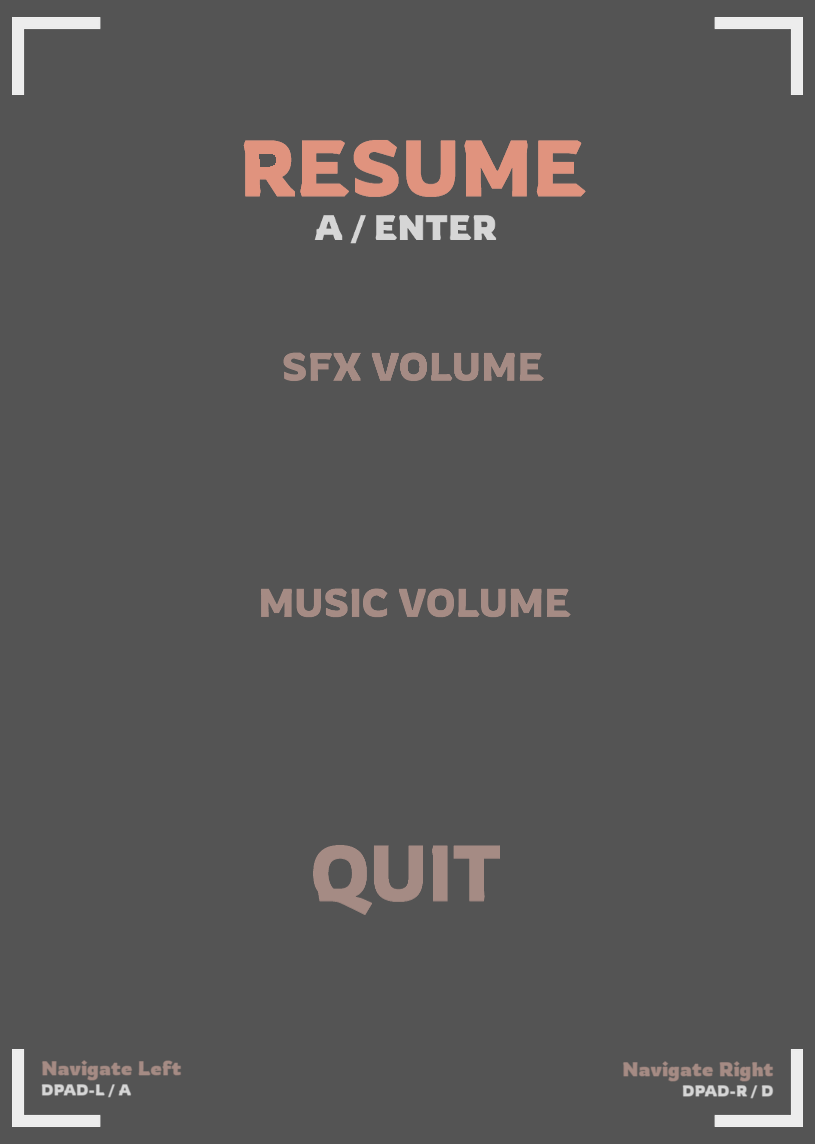 RESUME
A / ENTER
SFX VOLUME
MUSIC VOLUME
QUIT
Navigate Left
DPAD-L / A
Navigate Right
DPAD-R / D